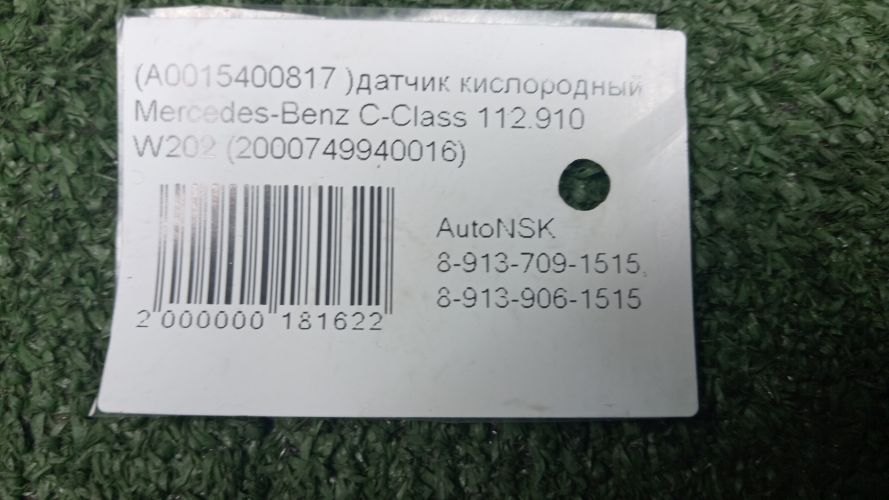 (A0015400817 )датчик кислородный
Mercedes-Benz C-Class 112.910
W202 (2000749940016)
AutoNSK
8-913-709-1515,
8-913-906-1515
2 000000 181622